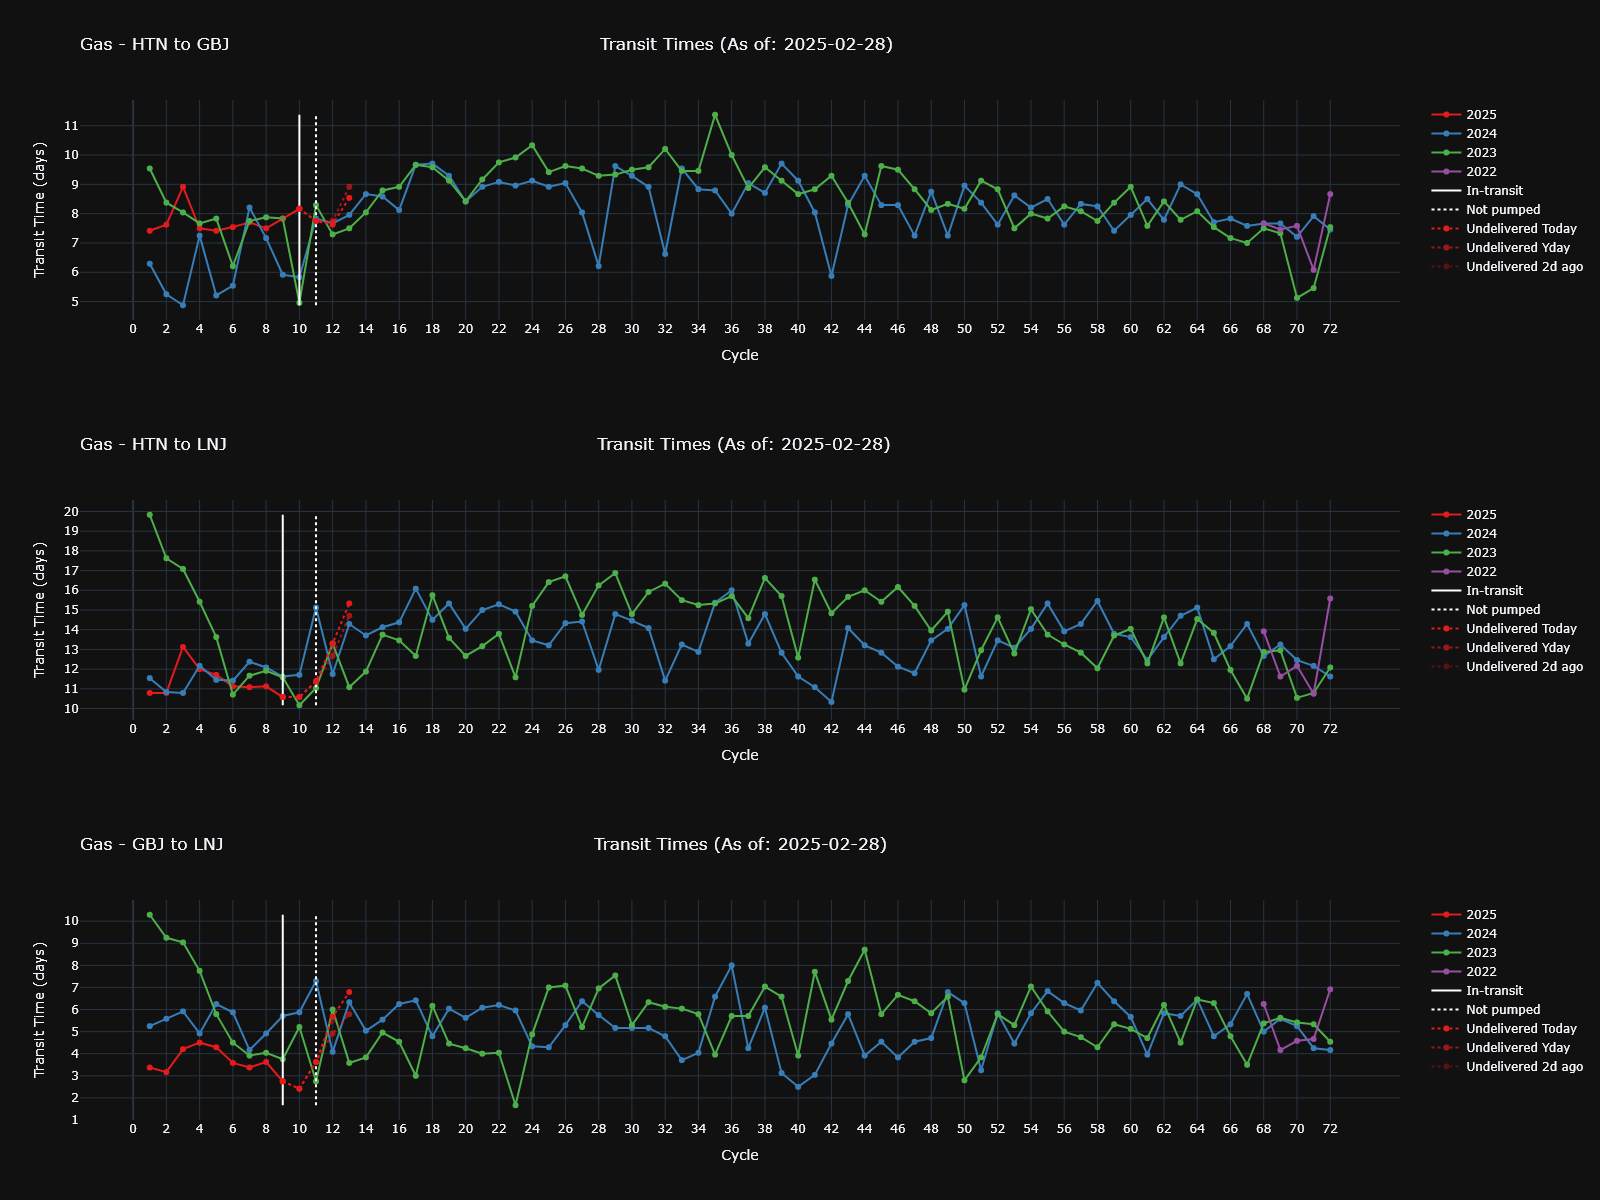 Gas - HTN to GBJ
Transit Times (As of: 2025-02-28)
Transit Time (days)
11
10
9
8
7
6
5
0 2 4 6 8 10 12 14 16 18 20 22 24 26 28 30 32 34 36 38 40 42 44 46 48 50 52 54 56 58 60 62 64 66 68 70 72
Cycle
2025
2024
2023
2022
In-transit
Not pumped
Undelivered Today
Undelivered Yday
Undelivered 2d ago
Gas - HTN to LNJ
Transit Times (As of: 2025-02-28)
Transit Time (days)
20
19
18
17
16
15
14
13
12
11
10
0 2 4 6 8 10 12 14 16 18 20 22 24 26 28 30 32 34 36 38 40 42 44 46 48 50 52 54 56 58 60 62 64 66 68 70 72
Cycle
2025
2024
2023
2022
In-transit
Not pumped
Undelivered Today
Undelivered Yday
Undelivered 2d ago
Gas - GBJ to LNJ
Transit Times (As of: 2025-02-28)
Transit Time (days)
10
9
8
7
6
5
4
3
2
1
0 2 4 6 8 10 12 14 16 18 20 22 24 26 28 30 32 34 36 38 40 42 44 46 48 50 52 54 56 58 60 62 64 66 68 70 72
Cycle
2025
2024
2023
2022
In-transit
Not pumped
Undelivered Today
Undelivered Yday
Undelivered 2d ago